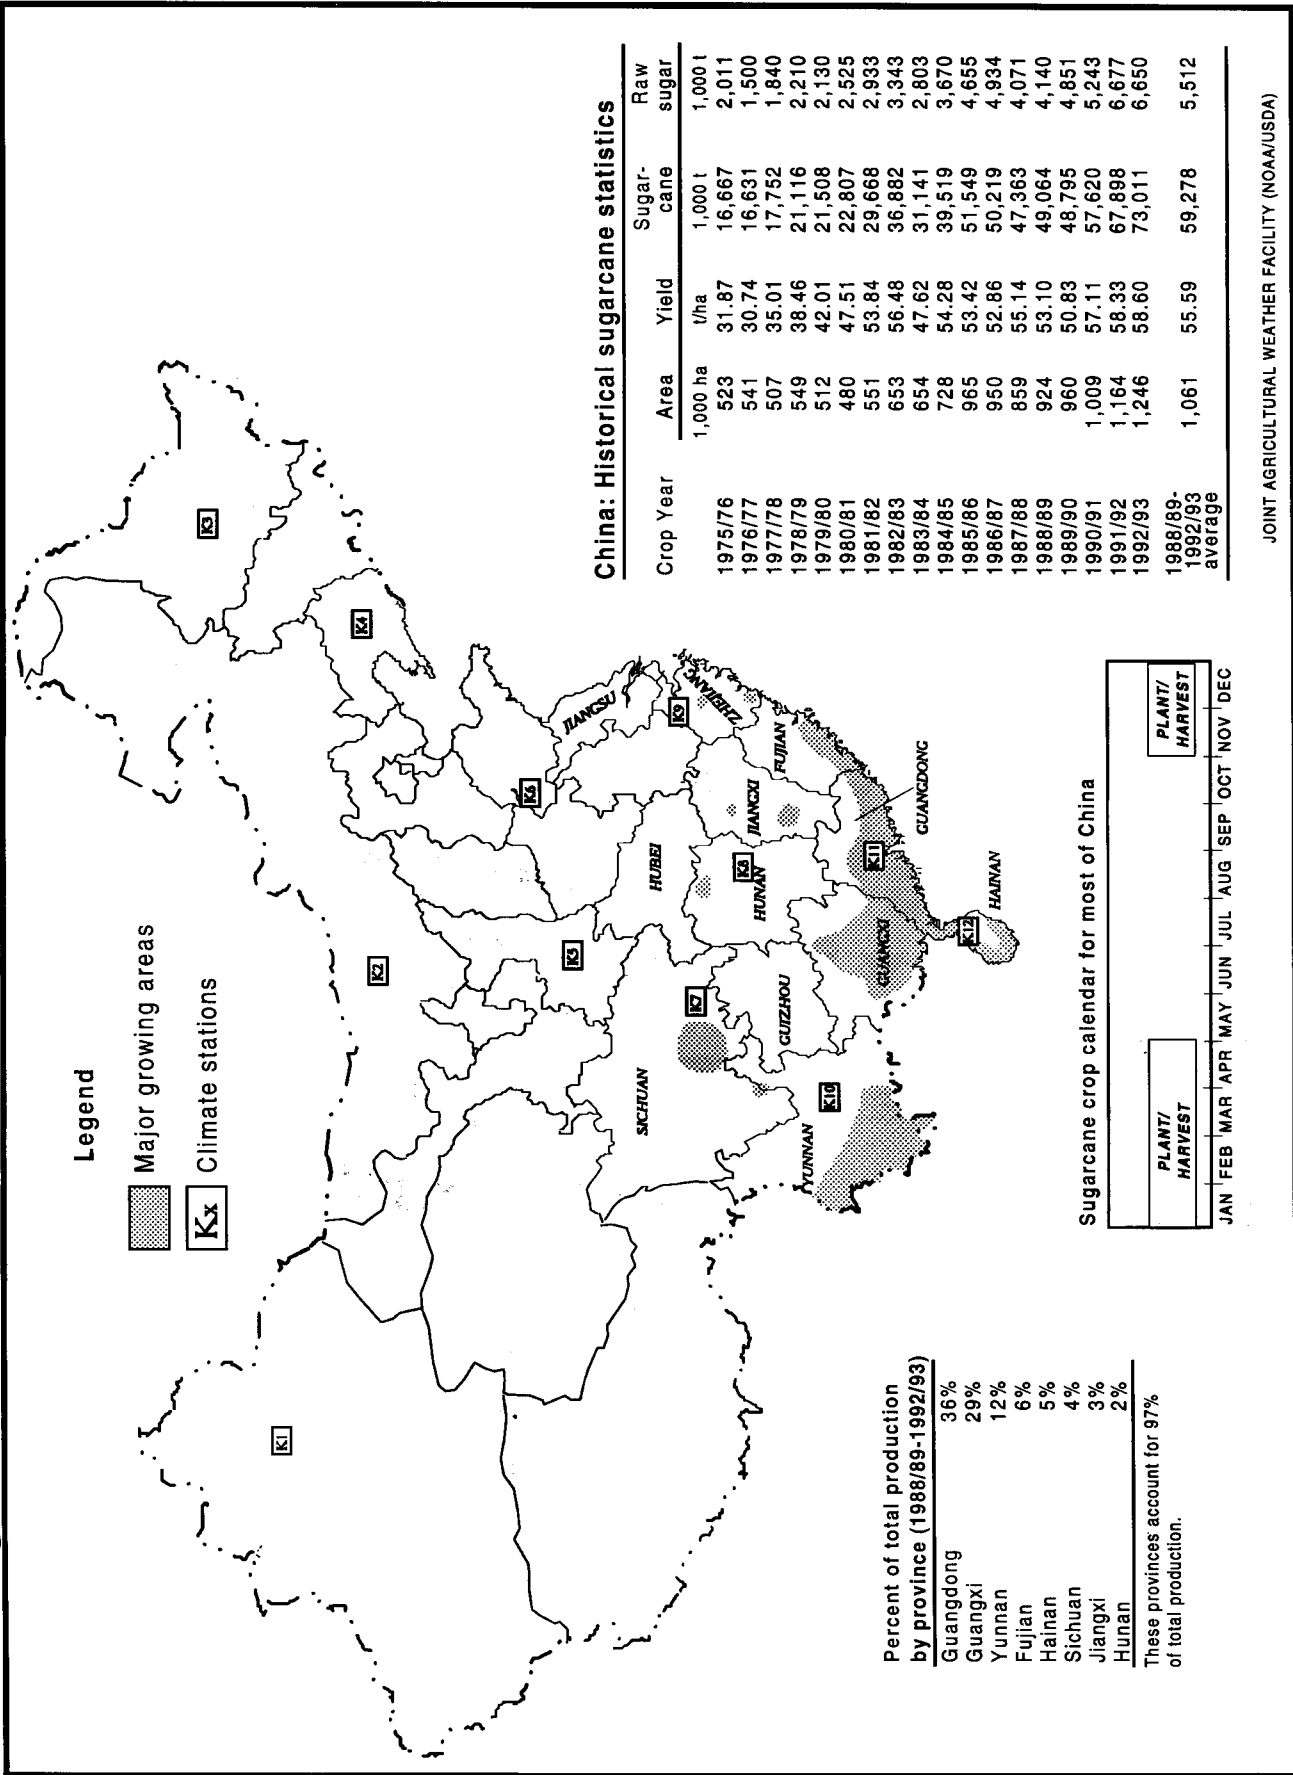 Legend
Major growing areas
Kx Climate stations
K1
K2
K3
K4
K5
K6
K7
K8
K9
K10
K11
K12
JIANGSU
ZHEJIANG
HUBEI
SICHUAN
JIANGXI
FUJIAN
HUNAN
GUIZHOU
YUNNAN
GUANGXI
GUANGDONG
HAINAN
Percent of total production
by province (1988/89-1992/93)
Guangdong 36%
Guangxi 29%
Yunnan 12%
Fujian 6%
Hainan 5%
Sichuan 4%
Jiangxi 3%
Hunan 2%
These provinces account for 97%
of total production.
Sugarcane crop calendar for most of China
PLANT/ PLANT/
HARVEST HARVEST
JAN FEB MAR APR MAY JUN JUL AUG SEP OCT NOV DEC
China: Historical sugarcane statistics
Sugar- Raw
Crop Year Area Yield cane sugar
1,000 ha t/ha 1,000 t 1,000 t
1975/76 523 31.87 16,667 2,011
1976/77 541 30.74 16,631 1,500
1977/78 507 35.01 17,752 1,840
1978/79 549 38.46 21,116 2,210
1979/80 512 42.01 21,508 2,130
1980/81 480 47.51 22,807 2,525
1981/82 551 53.84 29,668 2,933
1982/83 653 56.48 36,882 3,343
1983/84 654 47.62 31,141 2,803
1984/85 728 54.28 39,519 3,670
1985/86 965 53.42 51,549 4,655
1986/87 950 52.86 50,219 4,934
1987/88 859 55.14 47,363 4,071
1988/89 924 53.10 49,064 4,140
1989/90 960 50.83 48,795 4,851
1990/91 1,009 57.11 57,620 5,243
1991/92 1,164 58.33 67,898 6,677
1992/93 1,246 58.60 73,011 6,650
1988/89-
1992/93 1,061 55.59 59,278 5,512
average
JOINT AGRICULTURAL WEATHER FACILITY (NOAA/USDA)